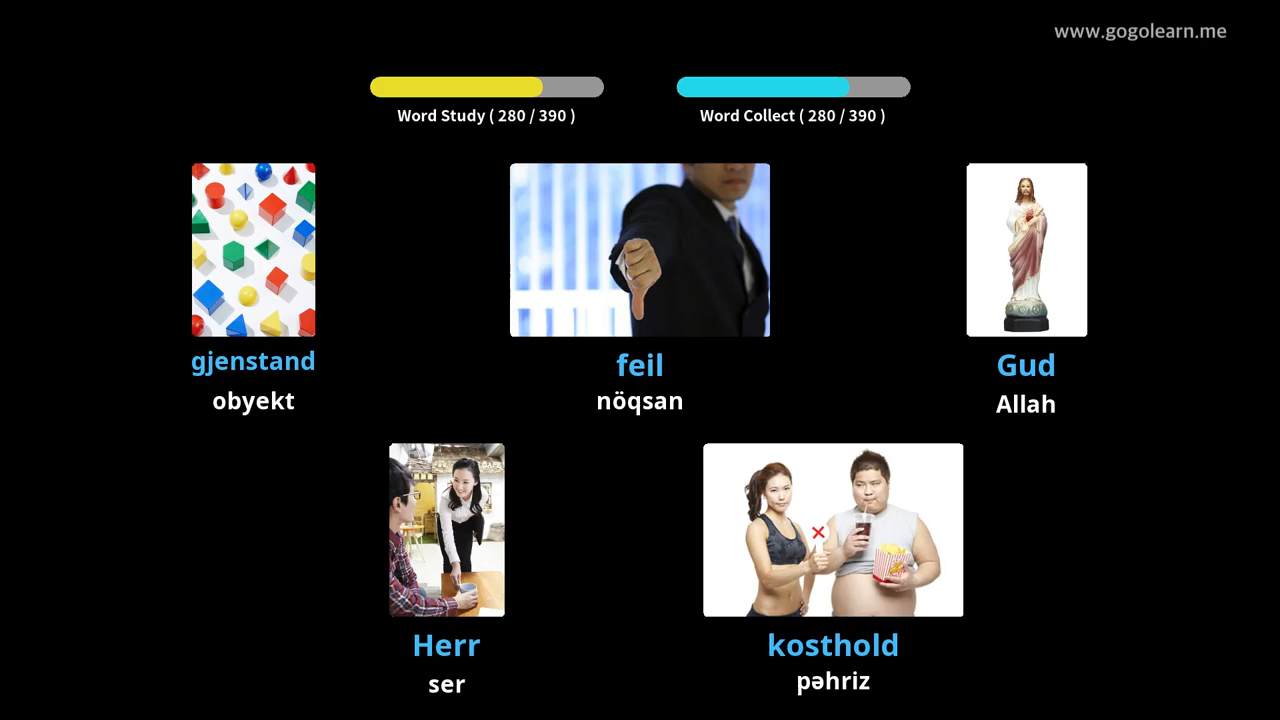 www.gogolearn.me
Word Study ( 280 / 390 )
Word Collect ( 280 / 390 )
gjenstand
obyekt
feil
nöqsan
Gud
Allah
Herr
ser
kosthold
pəhriz